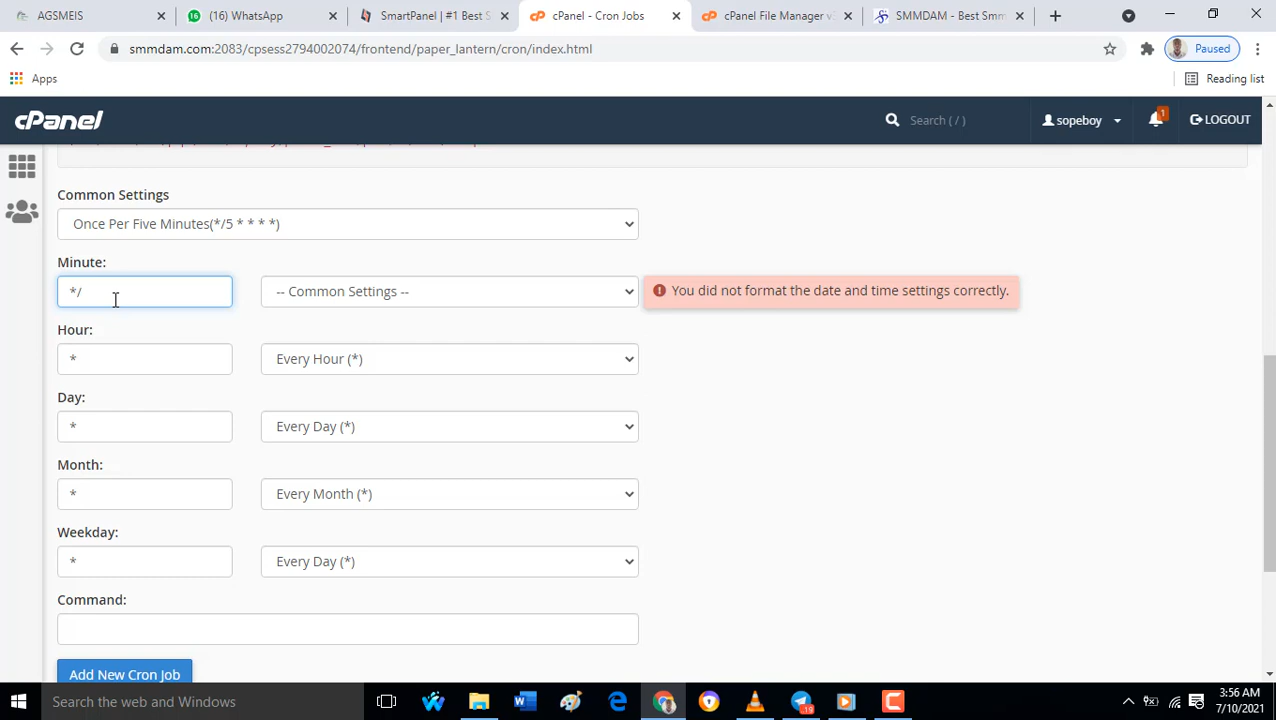 AGSMEIS
(16) WhatsApp
SmartPanel | #1 Best S
cPanel - Cron Jobs
cPanel File Manager v
SMMDAM - Best Smm
smmdam.com:2083/cpsess2794002074/frontend/paper_lantern/cron/index.html
Paused
Apps
Reading list
cPanel
Search ( / )
1
sopeboy
LOGOUT
Common Settings
Once Per Five Minutes(*/5 * * * *)
Minute:
*/
-- Common Settings --
You did not format the date and time settings correctly.
Hour:
*
Every Hour (*)
Day:
*
Every Day (*)
Month:
*
Every Month (*)
Weekday:
*
Every Day (*)
Command:
Add New Cron Job
Search the web and Windows
19
3:56 AM
7/10/2021